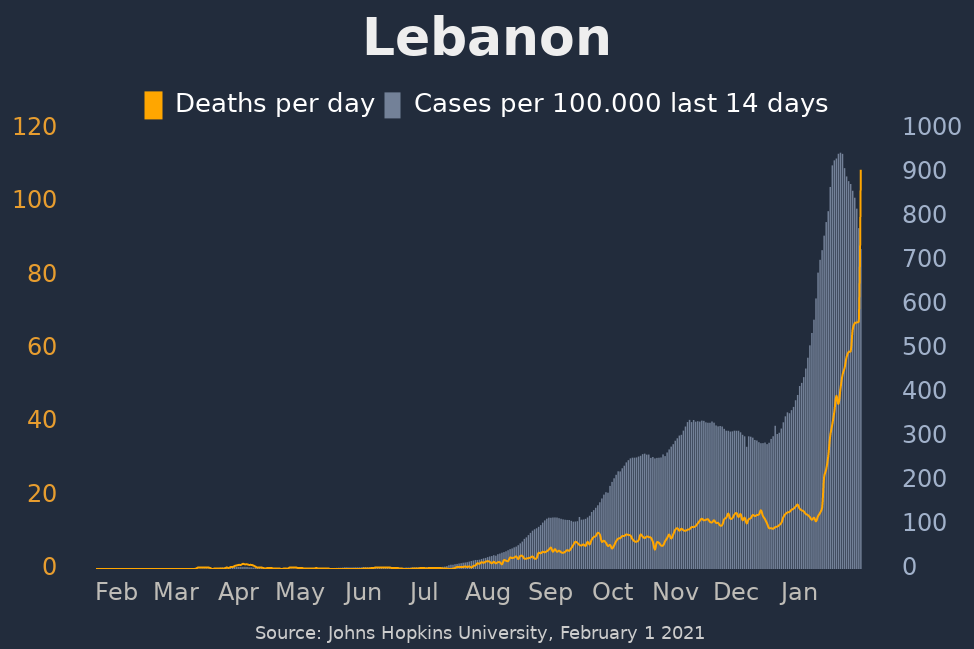 Lebanon
Deaths per day Cases per 100.000 last 14 days
120 1000
100 900
80 800
60 700
40 600
20 500
0 400
300
200
100
0
Feb Mar Apr May Jun Jul Aug Sep Oct Nov Dec Jan
Source: Johns Hopkins University, February 1 2021